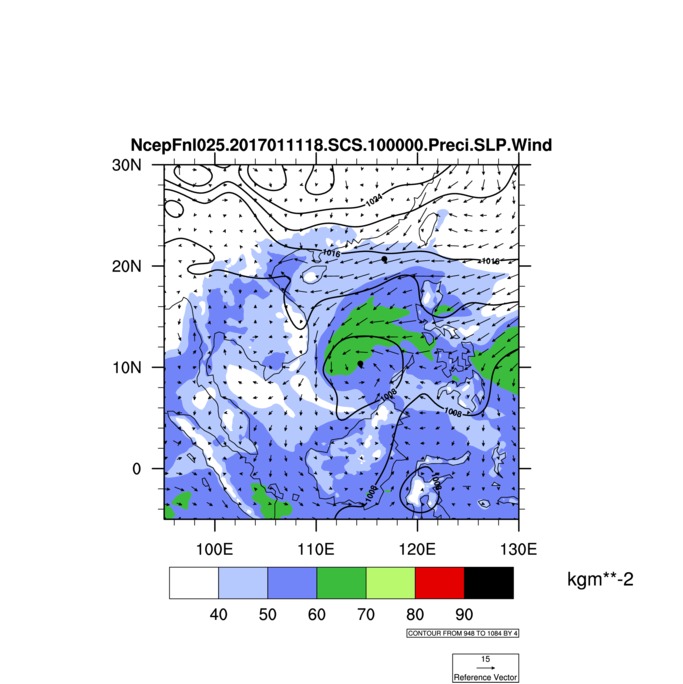 NcepFnl025.2017011118.SCS.100000.Preci.SLP.Wind
30N
1024
1016
1016
20N
10N
1008
1008
0
1008
1008
100E 110E 120E 130E
kgm**-2
40 50 60 70 80 90
CONTOUR FROM 948 TO 1084 BY 4
15
Reference Vector